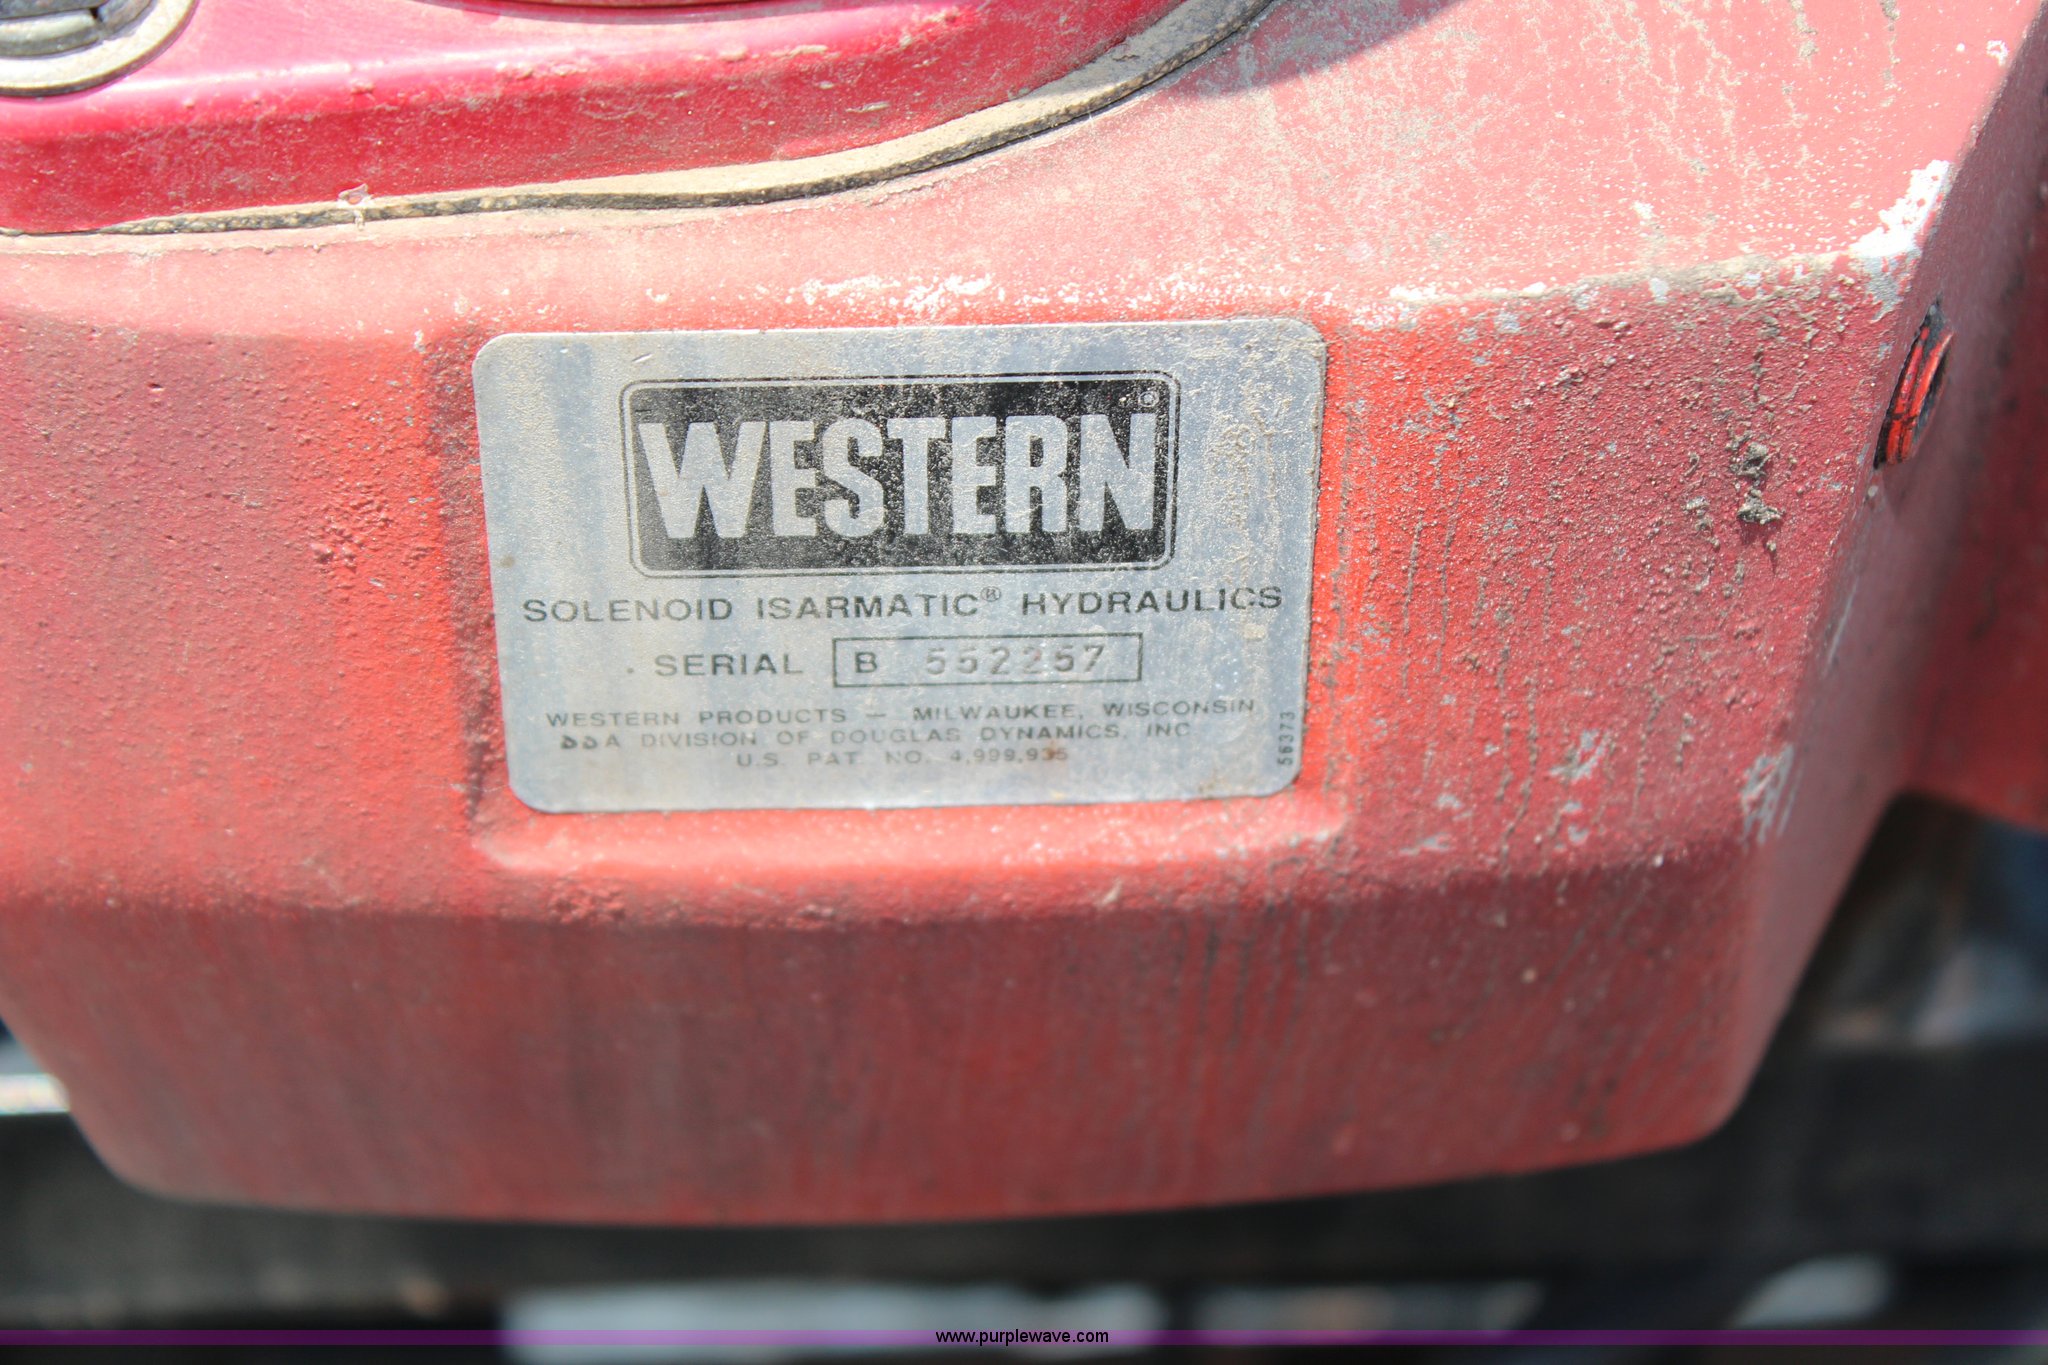 WESTERN®
SOLENOID ISARMATIC® HYDRAULICS
SERIAL B 552257
WESTERN PRODUCTS — MILWAUKEE, WISCONSIN
A DIVISION OF DOUGLAS DYNAMICS, INC
U.S. PAT. NO. 4,999,935
56373
www.purplewave.com